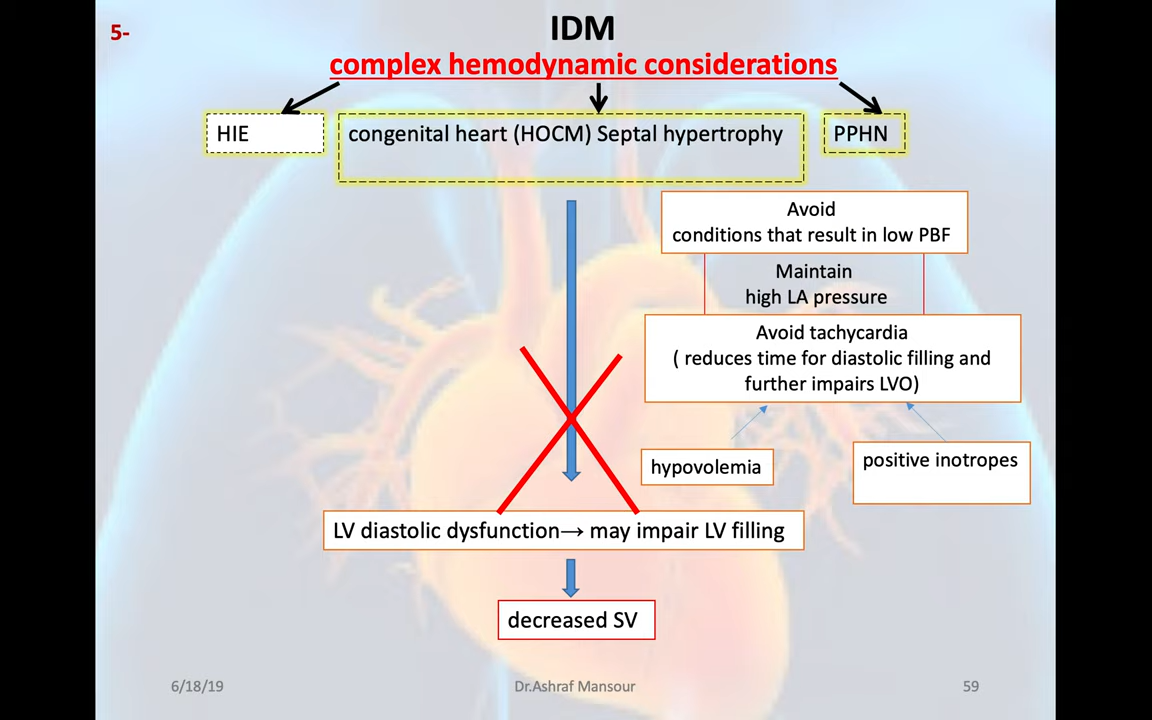 5-
IDM
complex hemodynamic considerations
HIE
congenital heart (HOCM) Septal hypertrophy
PPHN
Avoid
conditions that result in low PBF
Maintain
high LA pressure
Avoid tachycardia
( reduces time for diastolic filling and
further impairs LVO)
hypovolemia
positive inotropes
LV diastolic dysfunction→ may impair LV filling
decreased SV
6/18/19
Dr.Ashraf Mansour
59